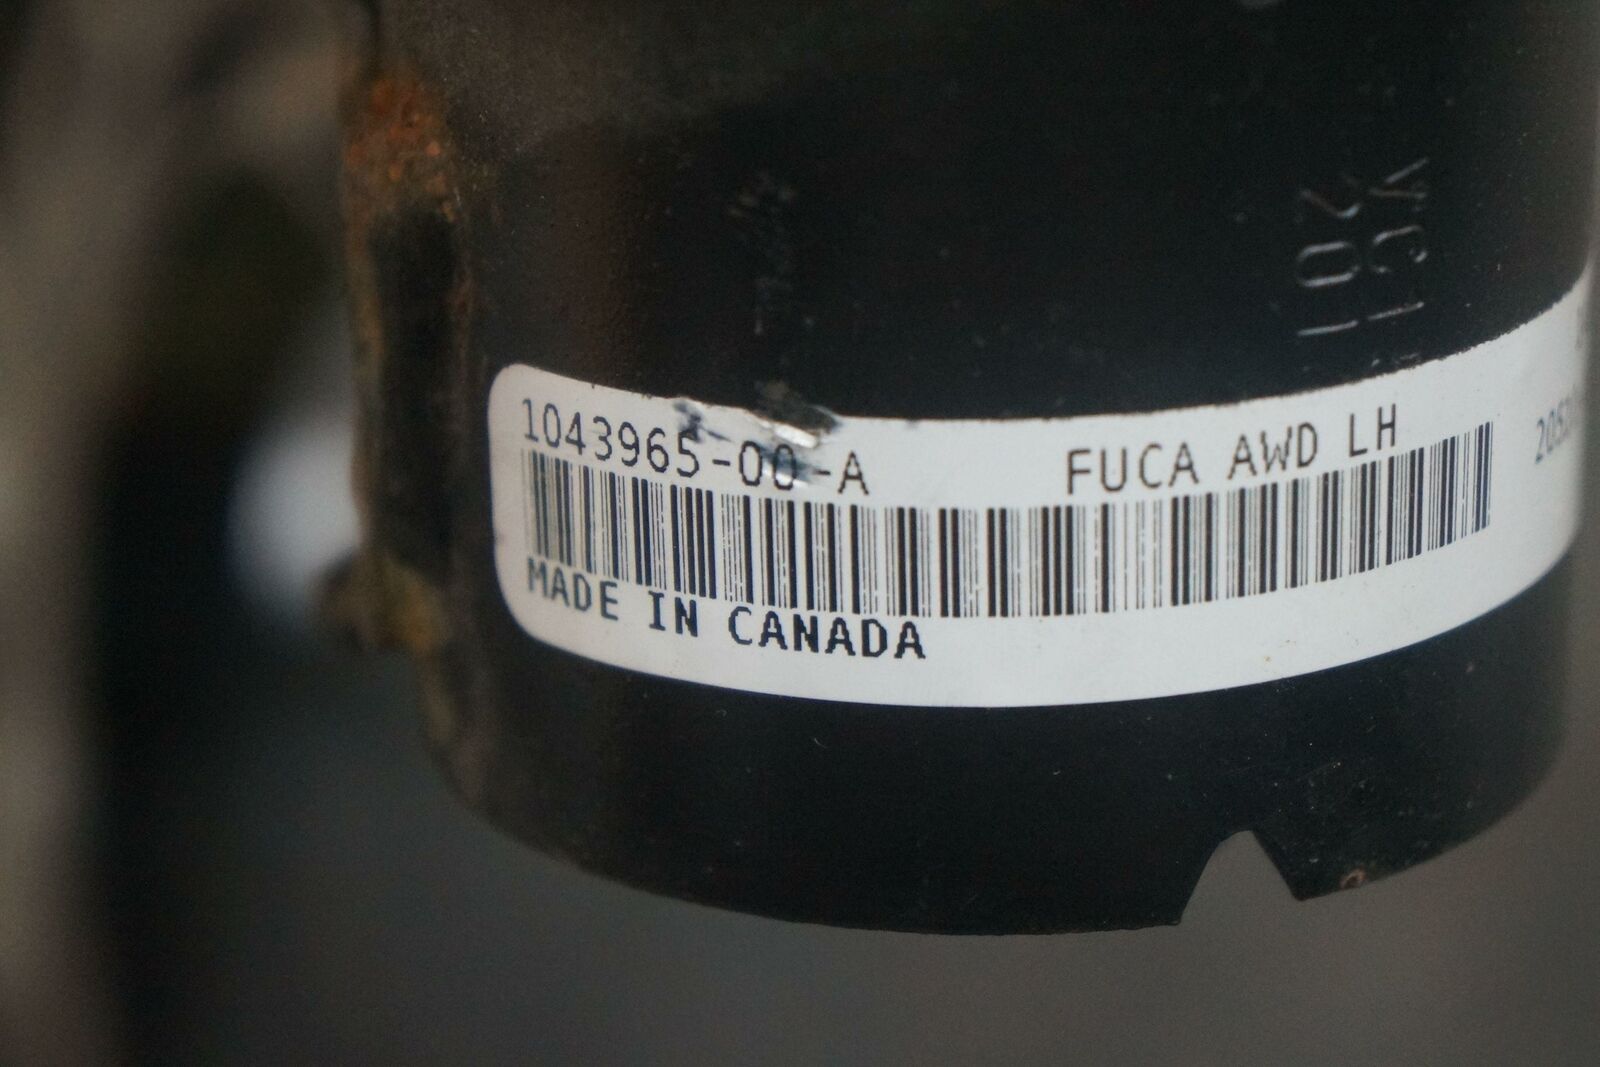 1043965-00-A FUCA AWD LH
MADE IN CANADA